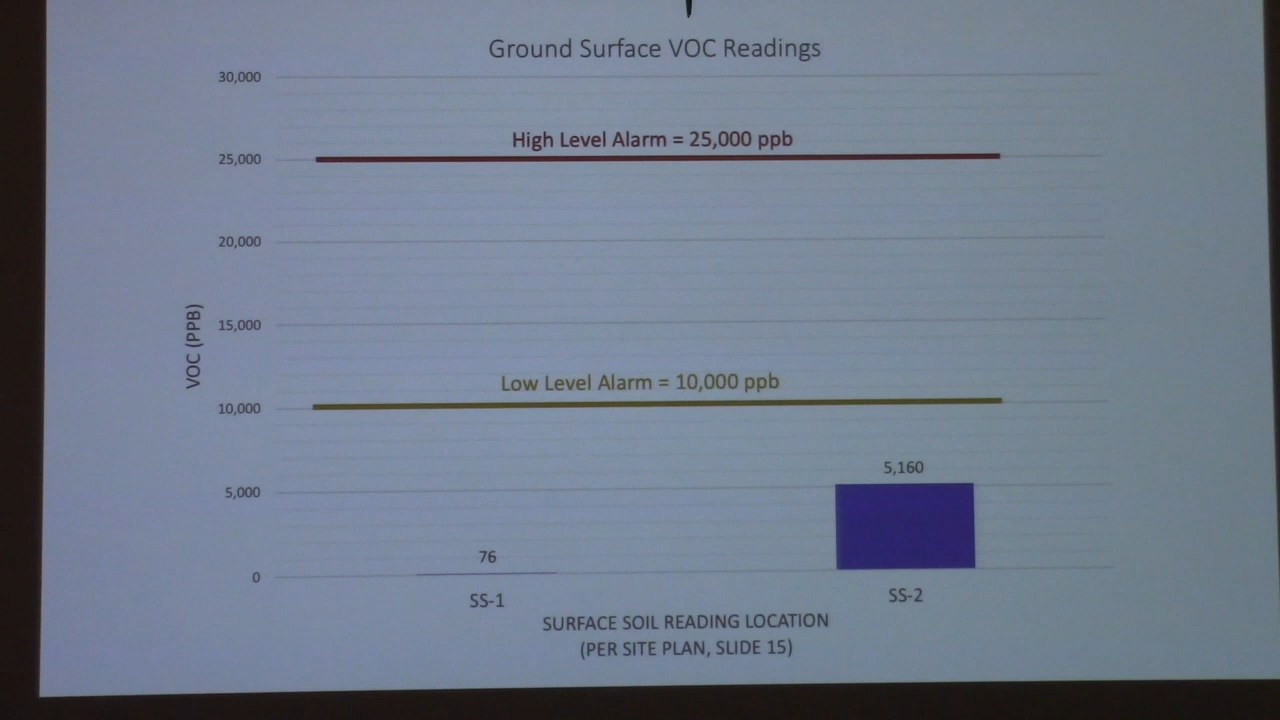 Ground Surface VOC Readings
30,000
High Level Alarm = 25,000 ppb
25,000
20,000
15,000
VOC (PPB)
Low Level Alarm = 10,000 ppb
10,000
5,160
5,000
76
0
SS-1
SS-2
SURFACE SOIL READING LOCATION
(PER SITE PLAN, SLIDE 15)